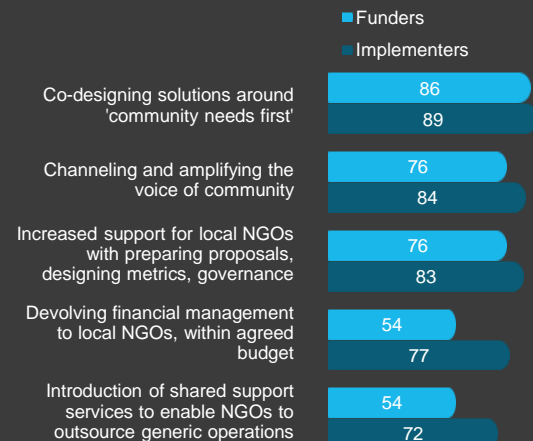 Funders
Implementers
Co-designing solutions around
'community needs first'
86
89
Channeling and amplifying the
voice of community
76
84
Increased support for local NGOs
with preparing proposals,
designing metrics, governance
76
83
Devolving financial management
to local NGOs, within agreed
budget
54
77
Introduction of shared support
services to enable NGOs to
outsource generic operations
54
72